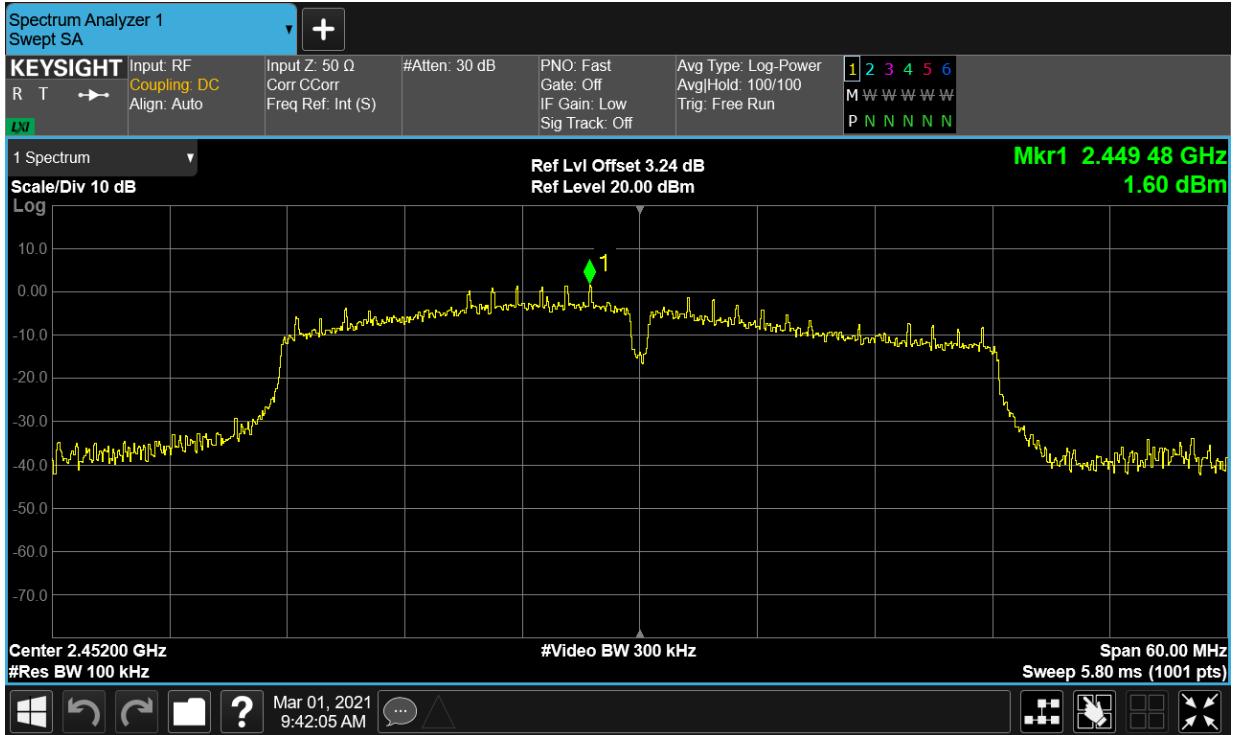 Spectrum Analyzer 1
Swept SA
KEYSIGHT
R T
LXI
Input: RF
Coupling: DC
Align: Auto
Input Z: 50 Ω
Corr CCorr
Freq Ref: Int (S)
#Atten: 30 dB
PNO: Fast
Gate: Off
IF Gain: Low
Sig Track: Off
Avg Type: Log-Power
Avg|Hold: 100/100
Trig: Free Run
1 2 3 4 5 6
M W W W W W
P N N N N N
1 Spectrum
Scale/Div 10 dB
Log
Ref Lvl Offset 3.24 dB
Ref Level 20.00 dBm
Mkr1 2.449 48 GHz
1.60 dBm
10.0
1
0.00
-10.0
-20.0
-30.0
-40.0
-50.0
-60.0
-70.0
Center 2.45200 GHz
#Video BW 300 kHz
Span 60.00 MHz
#Res BW 100 kHz
Sweep 5.80 ms (1001 pts)
?
Mar 01, 2021
9:42:05 AM